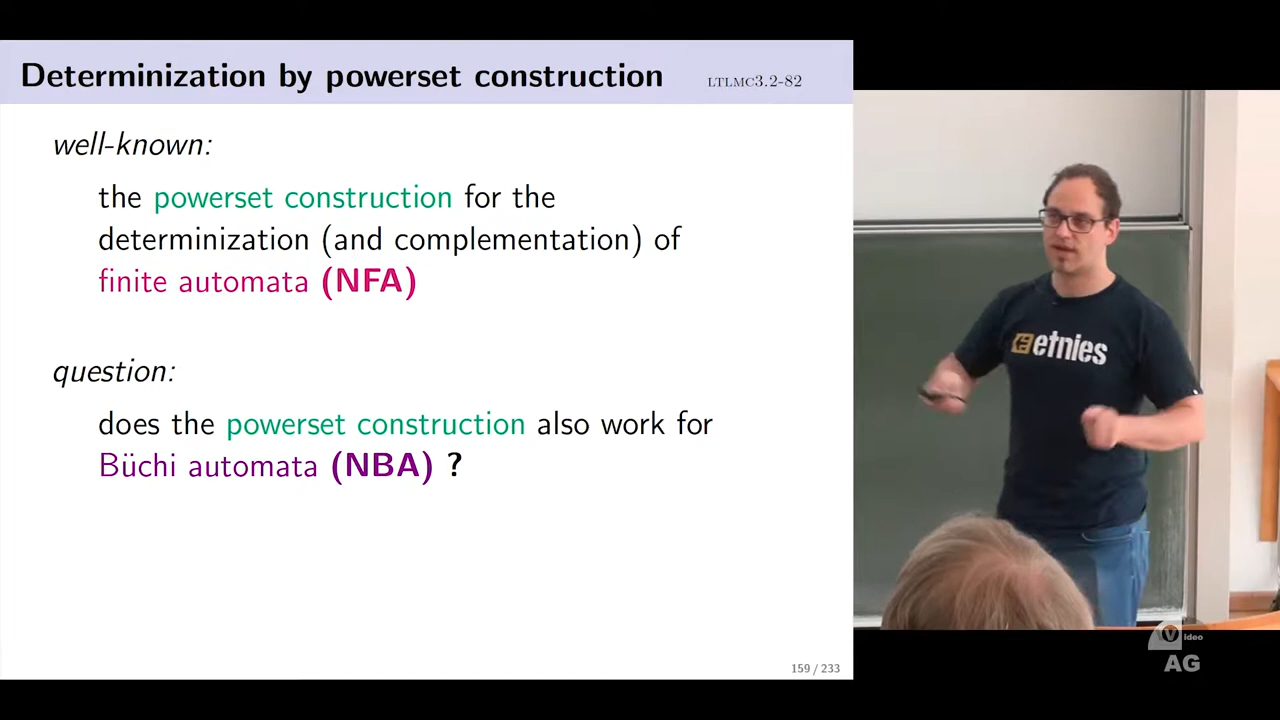 Determinization by powerset construction LTLMC3.2-82
well-known:
the powerset construction for the
determinization (and complementation) of
finite automata (NFA)
question:
does the powerset construction also work for
Büchi automata (NBA) ?
159 / 233
etnies
Video
AG